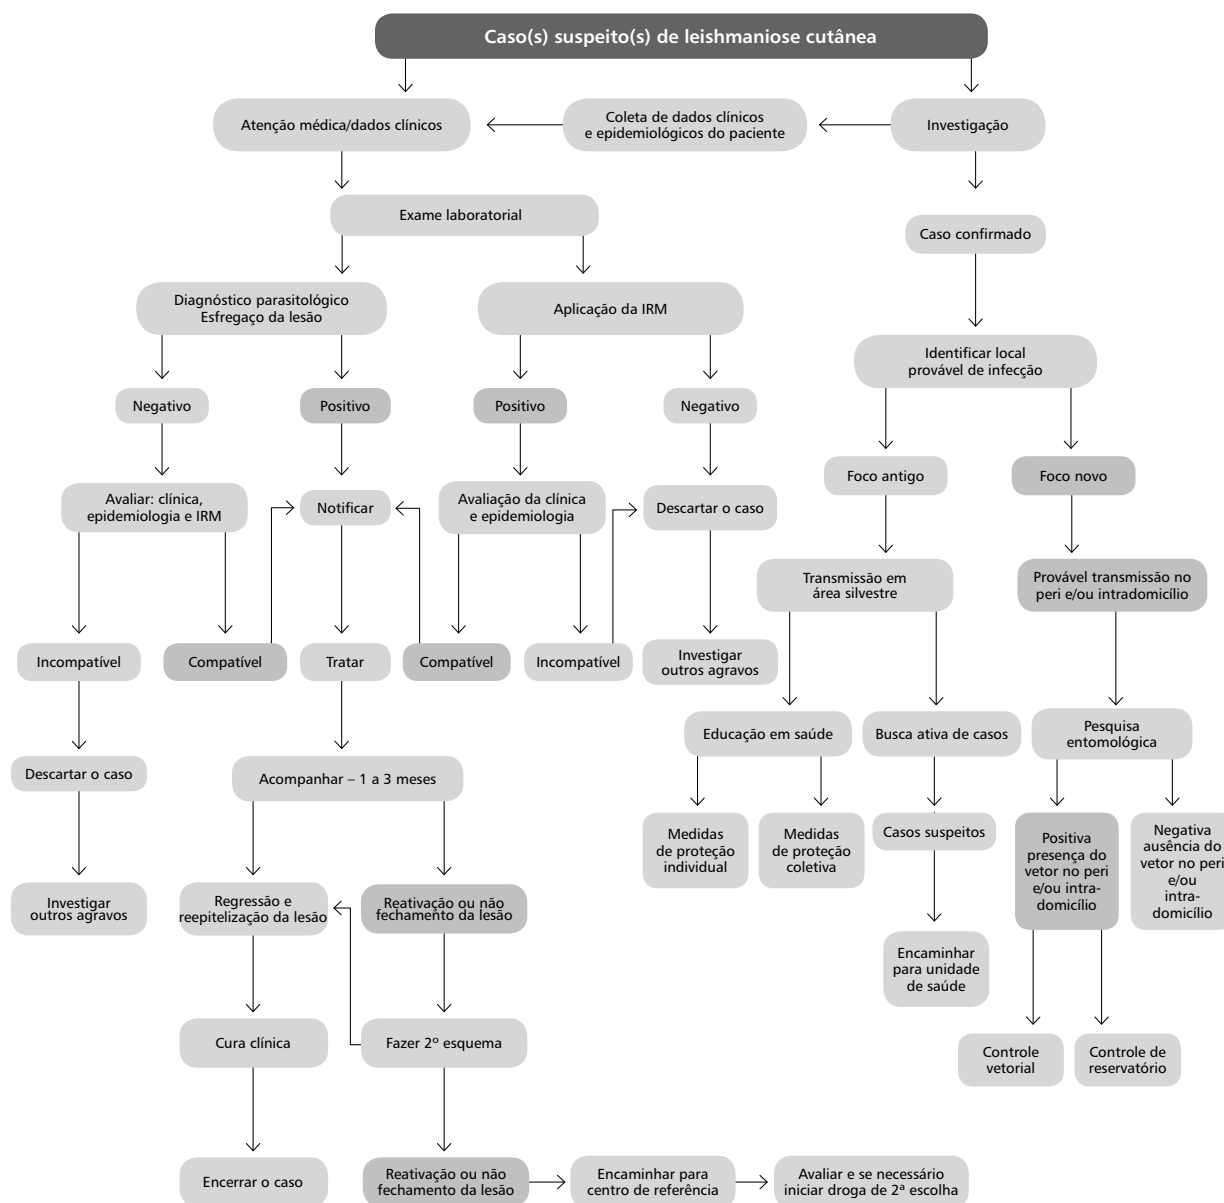 Caso(s) suspeito(s) de leishmaniose cutânea
Atenção médica/dados clínicos
Coleta de dados clínicos
e epidemiológicos do paciente
Investigação
Exame laboratorial
Caso confirmado
Diagnóstico parasitológico
Esfregaço da lesão
Aplicação da IRM
Identificar local
provável de infecção
Negativo
Positivo
Positivo
Negativo
Foco antigo
Foco novo
Avaliar: clínica,
epidemiologia e IRM
Notificar
Avaliação da clínica
e epidemiologia
Descartar o caso
Transmissão em
área silvestre
Provável transmissão no
peri e/ou intradomicílio
Incompatível
Compatível
Tratar
Compatível
Incompatível
Investigar
outros agravos
Educação em saúde
Busca ativa de casos
Pesquisa
entomológica
Descartar o caso
Acompanhar – 1 a 3 meses
Medidas
de proteção
individual
Medidas
de proteção
coletiva
Casos suspeitos
Positiva
presença do
vetor no peri
e/ou intra-
domicílio
Negativa
ausência do
vetor no peri
e/ou
intra-
domicílio
Investigar
outros agravos
Regressão e
reepitelização da lesão
Reativação ou não
fechamento da lesão
Encaminhar
para unidade
de saúde
Cura clínica
Fazer 2º esquema
Controle
vetorial
Controle de
reservatório
Encerrar o caso
Reativação ou não
fechamento da lesão
Encaminhar para
centro de referência
Avaliar e se necessário
iniciar droga de 2ª escolha